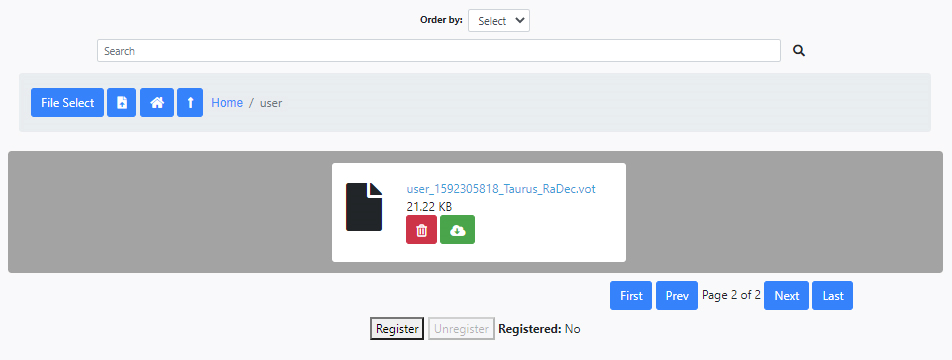 Order by: Select
Search
File Select Home / user
user_1592305818_Taurus_RaDec.vot
21.22 KB
First Prev Page 2 of 2 Next Last
Register Unregister Registered: No